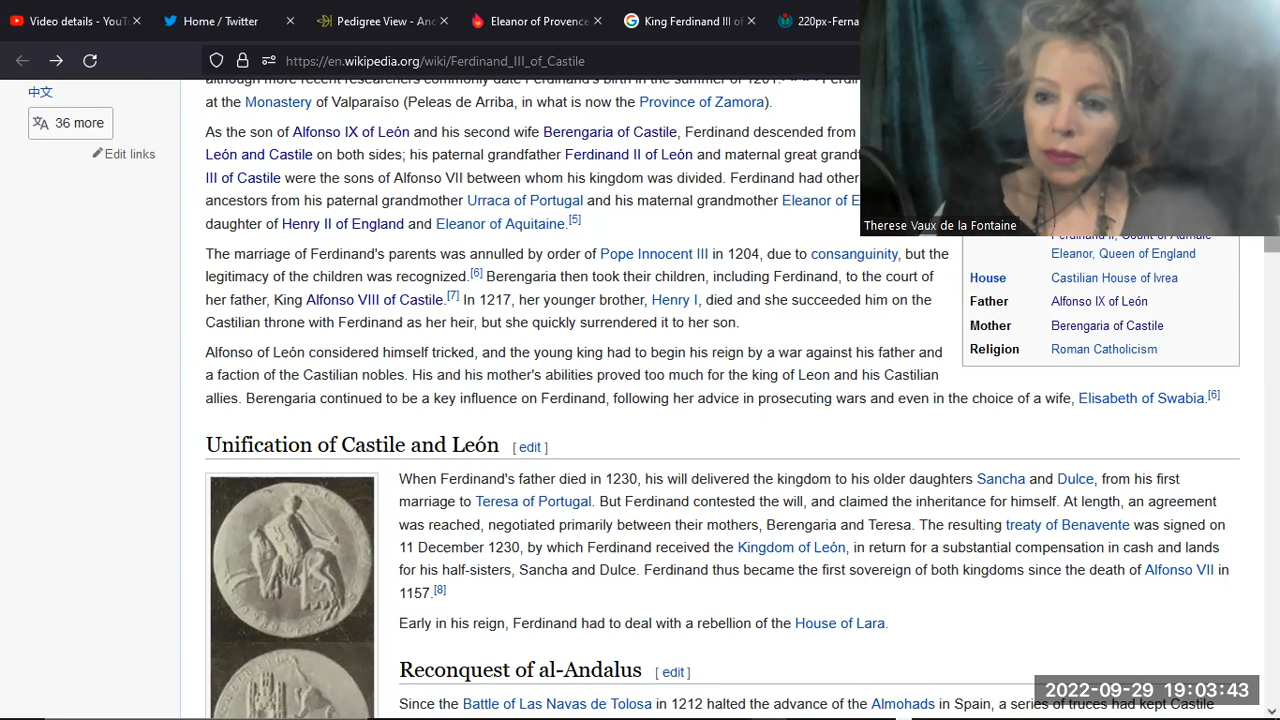 Video details - YouT
Home / Twitter
Pedigree View - Anc
Eleanor of Provence
King Ferdinand III of
220px-Ferna
https://en.wikipedia.org/wiki/Ferdinand_III_of_Castile
中文
36 more
Edit links
although more recent researchers commonly date Ferdinand's birth in the summer of 1201.
at the Monastery of Valparaíso (Peleas de Arriba, in what is now the Province of Zamora).
As the son of Alfonso IX of León and his second wife Berengaria of Castile, Ferdinand descended from
León and Castile on both sides; his paternal grandfather Ferdinand II of León and maternal great grandf
III of Castile were the sons of Alfonso VII between whom his kingdom was divided. Ferdinand had other
ancestors from his paternal grandmother Urraca of Portugal and his maternal grandmother Eleanor of E
daughter of Henry II of England and Eleanor of Aquitaine.[5]
The marriage of Ferdinand's parents was annulled by order of Pope Innocent III in 1204, due to consanguinity, but the
legitimacy of the children was recognized.[6] Berengaria then took their children, including Ferdinand, to the court of
her father, King Alfonso VIII of Castile.[7] In 1217, her younger brother, Henry I, died and she succeeded him on the
Castilian throne with Ferdinand as her heir, but she quickly surrendered it to her son.
Alfonso of León considered himself tricked, and the young king had to begin his reign by a war against his father and
a faction of the Castilian nobles. His and his mother's abilities proved too much for the king of Leon and his Castilian
allies. Berengaria continued to be a key influence on Ferdinand, following her advice in prosecuting wars and even in the choice of a wife, Elisabeth of Swabia.[6]
Therese Vaux de la Fontaine
Ferdinand II, Count of Aumale
Eleanor, Queen of England
House Castilian House of Ivrea
Father Alfonso IX of León
Mother Berengaria of Castile
Religion Roman Catholicism
Unification of Castile and León [ edit ]
When Ferdinand's father died in 1230, his will delivered the kingdom to his older daughters Sancha and Dulce, from his first
marriage to Teresa of Portugal. But Ferdinand contested the will, and claimed the inheritance for himself. At length, an agreement
was reached, negotiated primarily between their mothers, Berengaria and Teresa. The resulting treaty of Benavente was signed on
11 December 1230, by which Ferdinand received the Kingdom of León, in return for a substantial compensation in cash and lands
for his half-sisters, Sancha and Dulce. Ferdinand thus became the first sovereign of both kingdoms since the death of Alfonso VII in
1157.[8]
Early in his reign, Ferdinand had to deal with a rebellion of the House of Lara.
Reconquest of al-Andalus [ edit ]
Since the Battle of Las Navas de Tolosa in 1212 halted the advance of the Almohads in Spain, a series of truces had kept Castile
2022-09-29 19:03:43